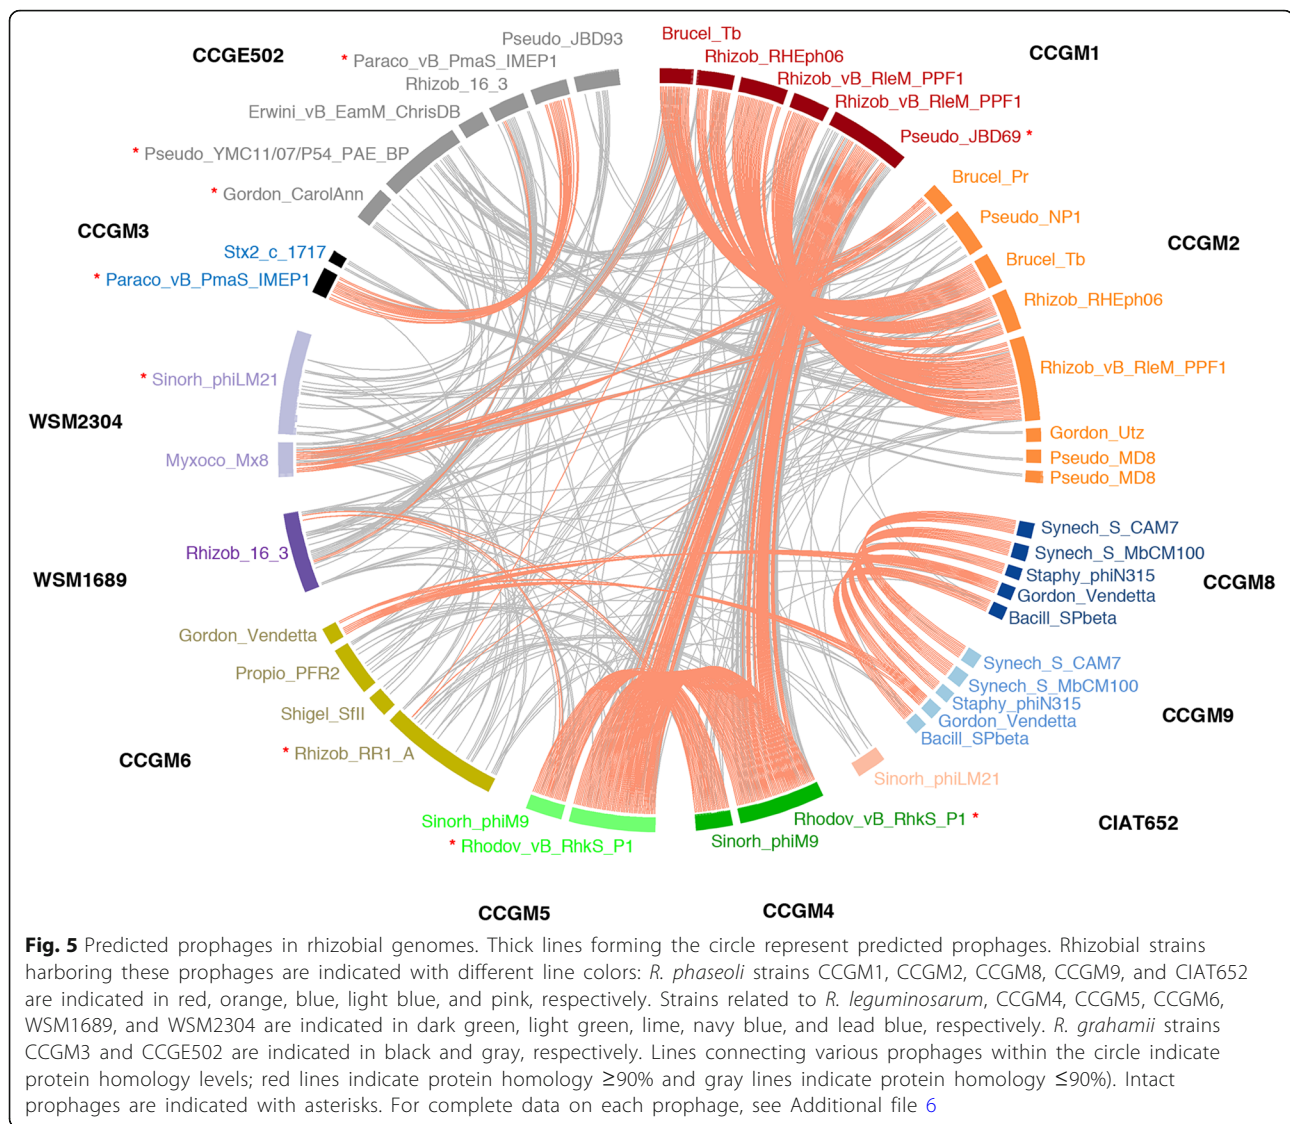 CCGE502
Pseudo_JBD93
* Paraco_vB_PmaS_IMEP1
Rhizob_16_3
Erwini_vB_EamM_ChrisDB
* Pseudo_YMC11/07/P54_PAE_BP
* Gordon_CarolAnn
CCGM3
Stx2_c_1717
* Paraco_vB_PmaS_IMEP1
* Sinorh_phiLM21
WSM2304
Myxoco_Mx8
Rhizob_16_3
WSM1689
Gordon_Vendetta
Propio_PFR2
Shigel_SfII
* Rhizob_RR1_A
CCGM6
Brucel_Tb
Rhizob_RHEph06
Rhizob_vB_RleM_PPF1
Rhizob_vB_RleM_PPF1
Pseudo_JBD69 *
CCGM1
Brucel_Pr
Pseudo_NP1
Brucel_Tb
Rhizob_RHEph06
Rhizob_vB_RleM_PPF1
Gordon_Utz
Pseudo_MD8
Pseudo_MD8
CCGM2
Synech_S_CAM7
Synech_S_MbCM100
Staphy_phiN315
Gordon_Vendetta
Bacill_SPbeta
CCGM8
Synech_S_CAM7
Synech_S_MbCM100
Staphy_phiN315
Gordon_Vendetta
Bacill_SPbeta
CCGM9
Sinorh_phiLM21
CIAT652
Rhodov_vB_RhkS_P1 *
Sinorh_phiM9
CCGM4
Sinorh_phiM9
* Rhodov_vB_RhkS_P1
CCGM5
Fig. 5 Predicted prophages in rhizobial genomes. Thick lines forming the circle represent predicted prophages. Rhizobial strains
harboring these prophages are indicated with different line colors: R. phaseoli strains CCGM1, CCGM2, CCGM8, CCGM9, and CIAT652
are indicated in red, orange, blue, light blue, and pink, respectively. Strains related to R. leguminosarum, CCGM4, CCGM5, CCGM6,
WSM1689, and WSM2304 are indicated in dark green, light green, lime, navy blue, and lead blue, respectively. R. grahamii strains
CCGM3 and CCGE502 are indicated in black and gray, respectively. Lines connecting various prophages within the circle indicate
protein homology levels; red lines indicate protein homology ≥90% and gray lines indicate protein homology ≤90%). Intact
prophages are indicated with asterisks. For complete data on each prophage, see Additional file 6